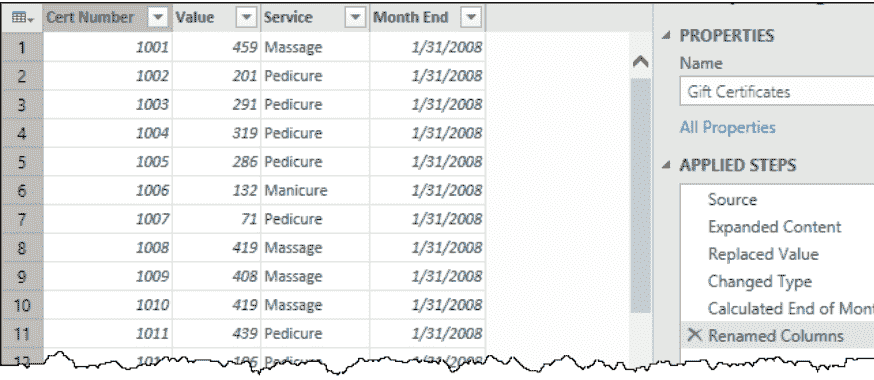 Cert Number Value Service Month End
1 1001 459 Massage 1/31/2008
2 1002 201 Pedicure 1/31/2008
3 1003 291 Pedicure 1/31/2008
4 1004 319 Pedicure 1/31/2008
5 1005 286 Pedicure 1/31/2008
6 1006 132 Manicure 1/31/2008
7 1007 71 Pedicure 1/31/2008
8 1008 419 Massage 1/31/2008
9 1009 408 Massage 1/31/2008
10 1010 419 Massage 1/31/2008
11 1011 439 Pedicure 1/31/2008
PROPERTIES
Name
Gift Certificates
All Properties
APPLIED STEPS
Source
Expanded Content
Replaced Value
Changed Type
Calculated End of Mont
Renamed Columns